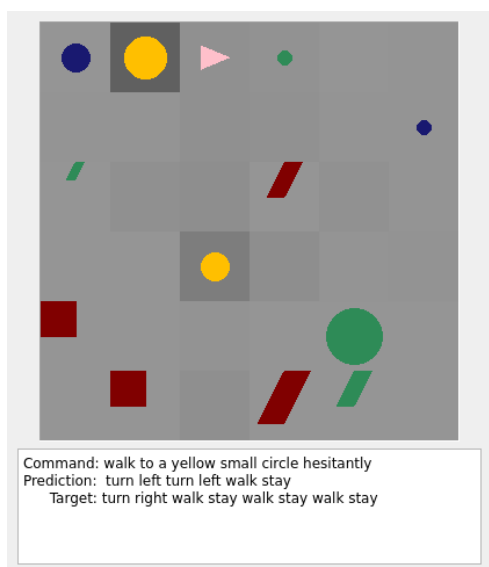 Command: walk to a yellow small circle hesitantly
Prediction:  turn left turn left walk stay
Target: turn right walk stay walk stay walk stay